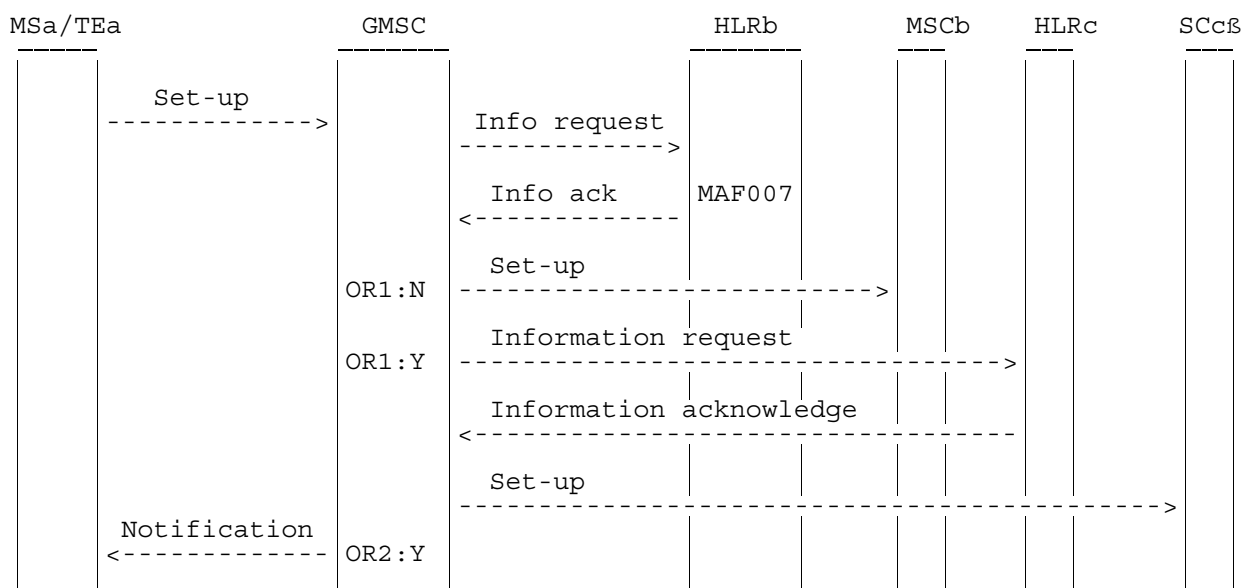 MSa/TEa GMSC HLRb MSCb HLRc SCcß
Set-up
Info request
Info ack MAF007
Set-up
OR1:N
Information request
OR1:Y
Information acknowledge
Set-up
Notification
OR2:Y